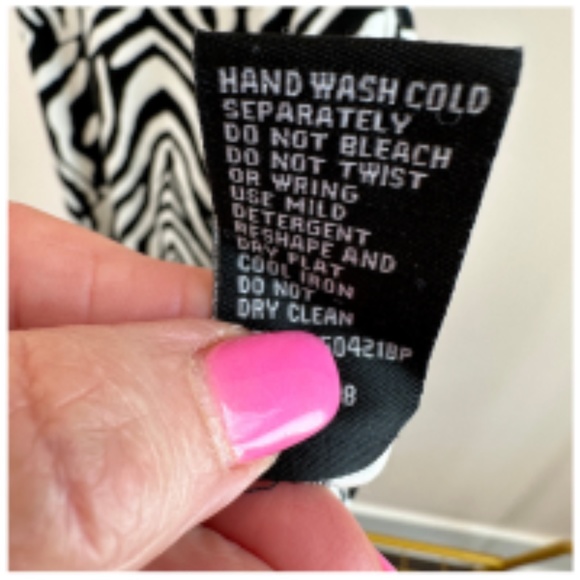 HAND WASH COLD
SEPARATELY
DO NOT BLEACH
DO NOT TWIST
OR WRING
USE MILD
DETERGENT
RESHAPE AND
DRY FLAT
COOL IRON
DO NOT
DRY CLEAN